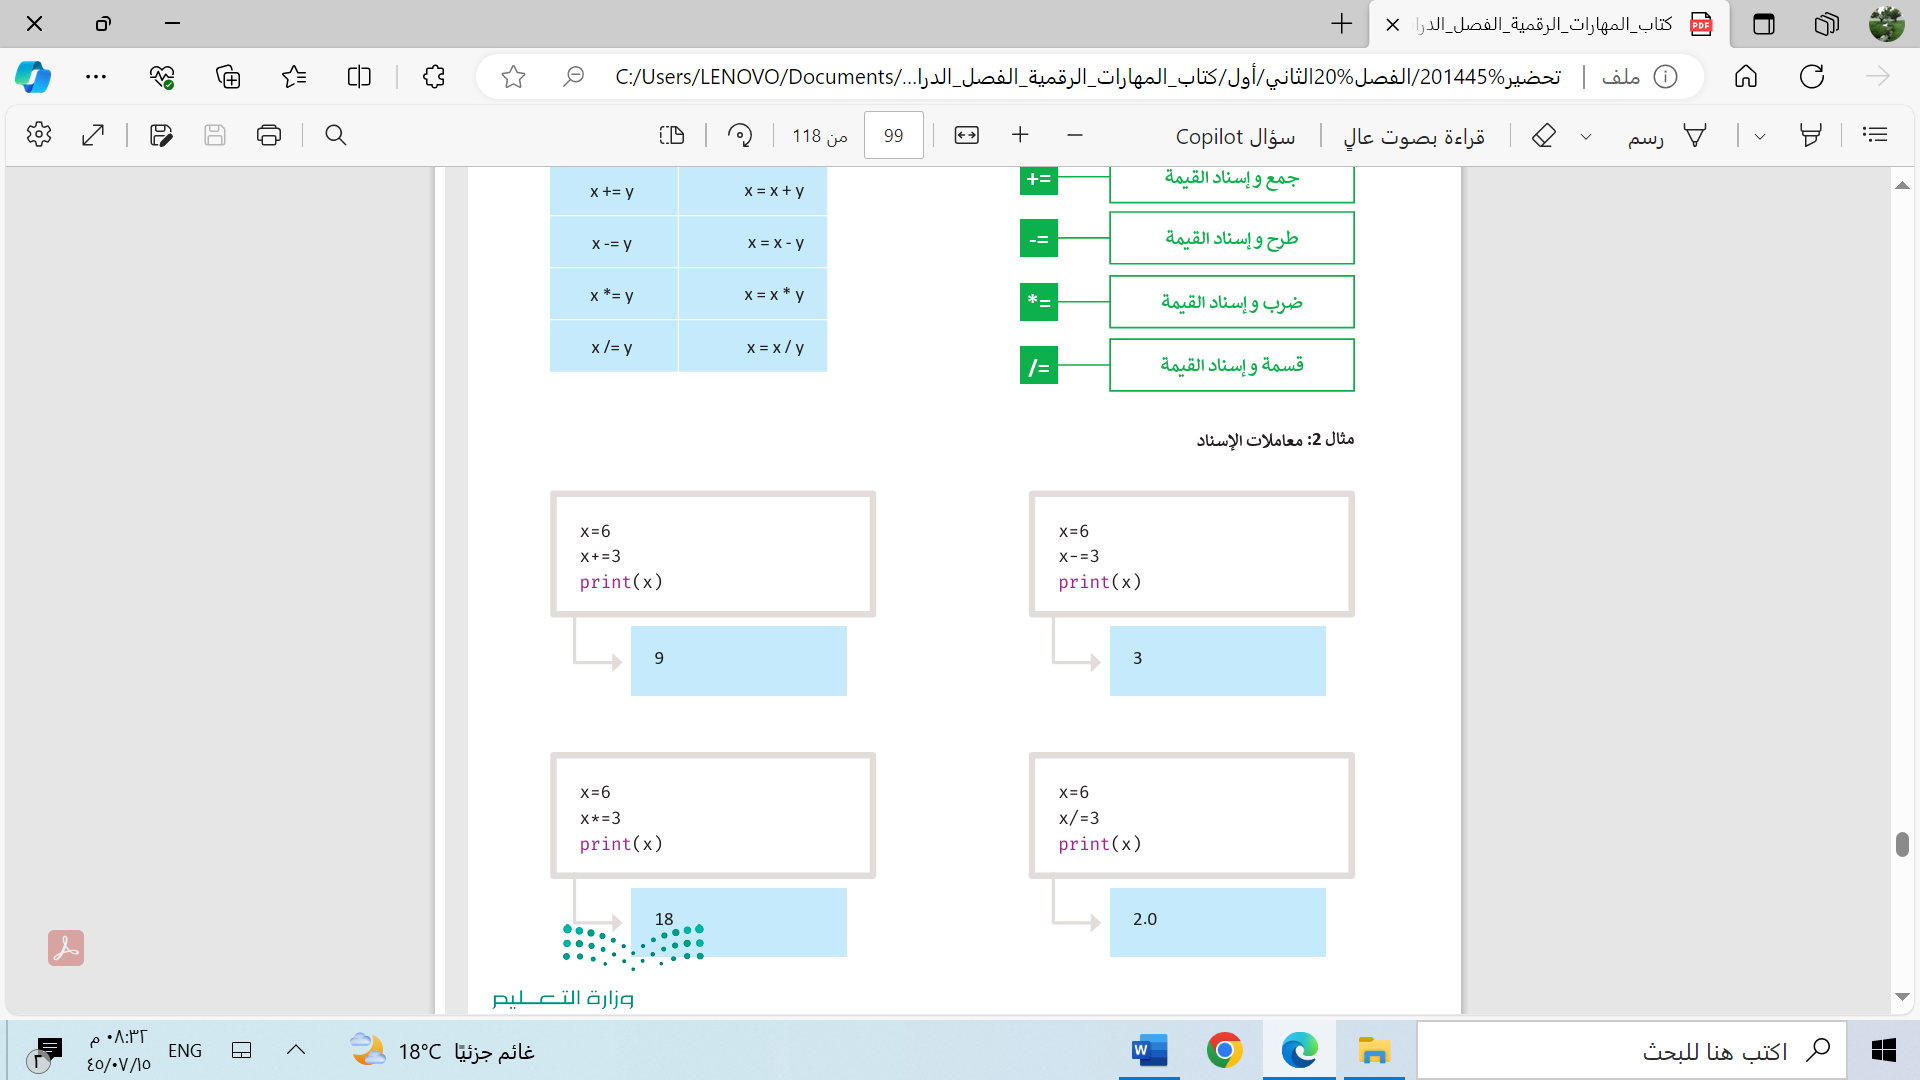 كتاب_المهارات_الرقمية_الفصل_الدرا
C:/Users/LENOVO/Documents/تحضير%201445/الفصل%20الثاني/أول/كتاب_المهارات_الرقمية_الفصل_الدرا...
ملف
قراءة بصوت عالٍ
سؤال Copilot
رسم
99
من 118
جمع و إسناد القيمة
+=
x += y
x = x + y
طرح و إسناد القيمة
-=
x -= y
x = x - y
ضرب و إسناد القيمة
*=
x *= y
x = x * y
قسمة و إسناد القيمة
/=
x /= y
x = x / y
مثال 2: معاملات الإسناد
x=6
x-=3
print(x)
3
x=6
x+=3
print(x)
9
x=6
x/=3
print(x)
2.0
x=6
x*=3
print(x)
18
وزارة التعـــليم
اكتب هنا للبحث
18°C غائم جزئيًا
ENG
٠٨:٣٢ م
٤٥/٠٧/١٥
٢